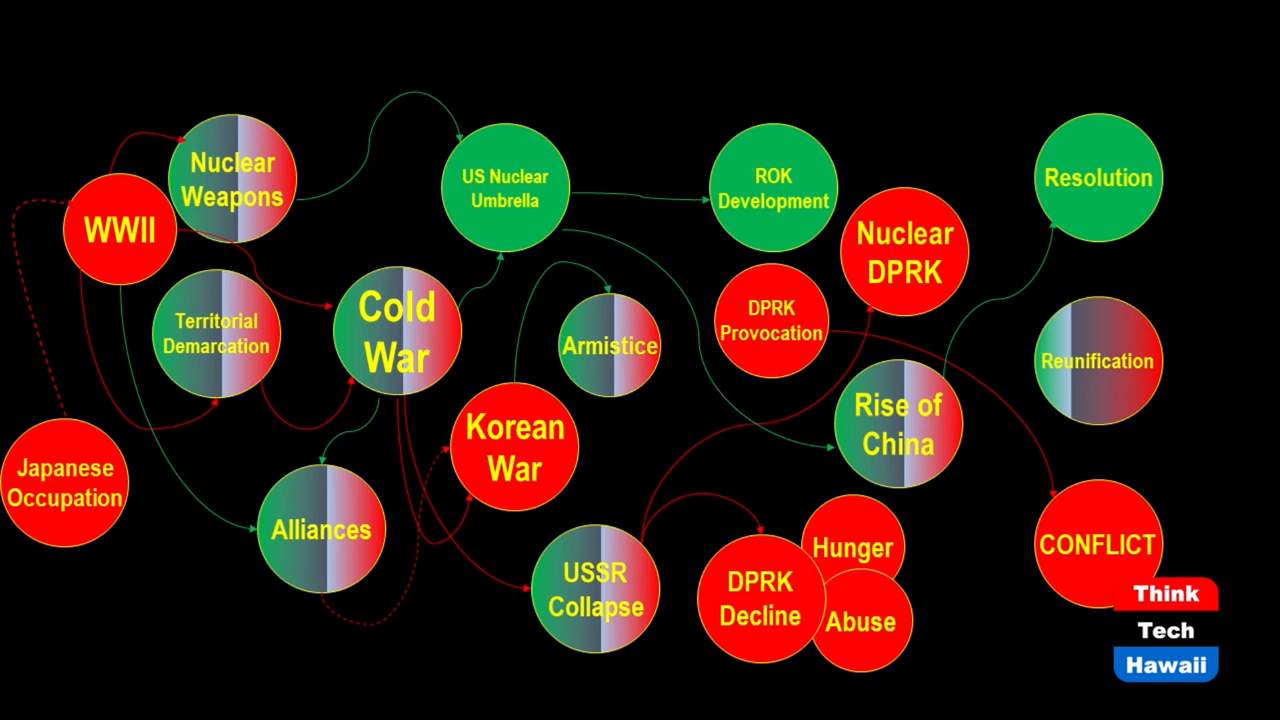 Nuclear
Weapons
WWII
Territorial
Demarcation
Japanese
Occupation
Cold
War
Alliances
US Nuclear
Umbrella
Armistice
Korean
War
USSR
Collapse
ROK
Development
Nuclear
DPRK
DPRK
Provocation
Rise of
China
Hunger
DPRK
Decline
Abuse
Resolution
Reunification
CONFLICT
Think
Tech
Hawaii